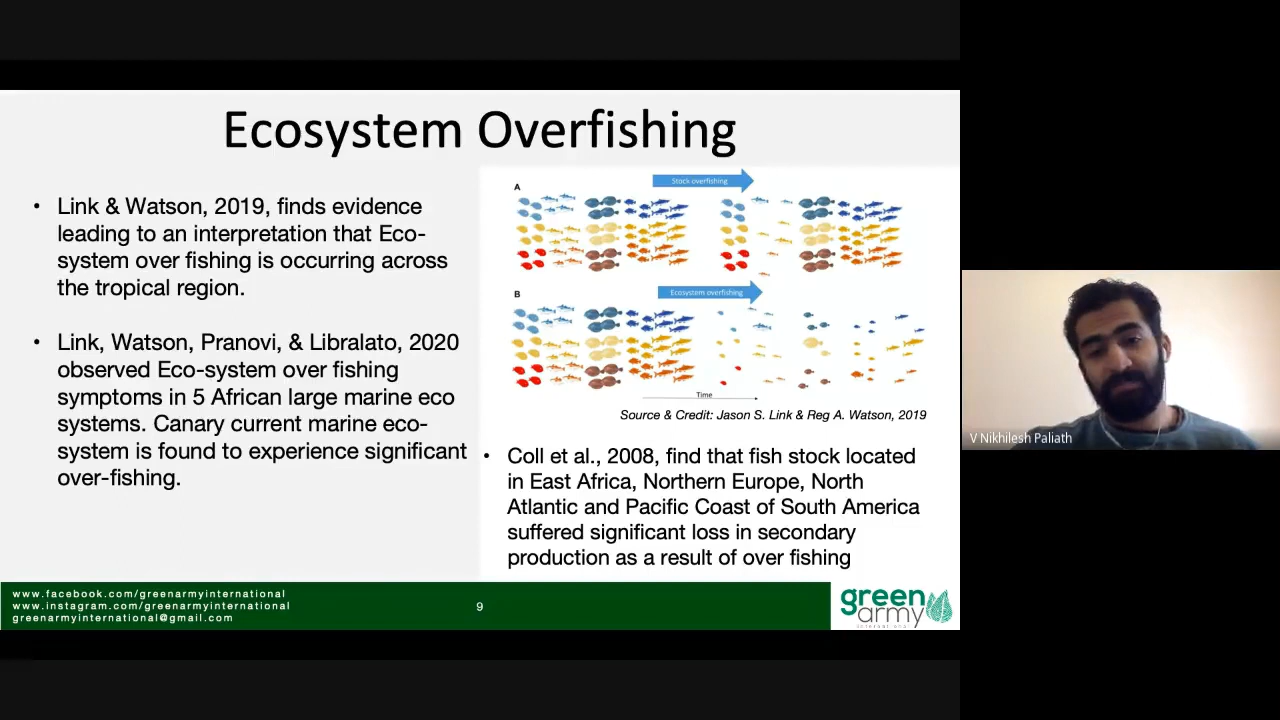 Ecosystem Overfishing
• Link & Watson, 2019, finds evidence
leading to an interpretation that Eco-
system over fishing is occurring across
the tropical region.
• Link, Watson, Pranovi, & Libralato, 2020
observed Eco-system over fishing
symptoms in 5 African large marine eco
systems. Canary current marine eco-
system is found to experience significant
over-fishing.
A
Stock overfishing
B
Ecosystem overfishing
Time
Source & Credit: Jason S. Link & Reg A. Watson, 2019
• Coll et al., 2008, find that fish stock located
in East Africa, Northern Europe, North
Atlantic and Pacific Coast of South America
suffered significant loss in secondary
production as a result of over fishing
www.facebook.com/greenarmyinternational
www.instagram.com/greenarmyinternational
greenarmyinternational@gmail.com
9
green
army
V Nikhilesh Paliath